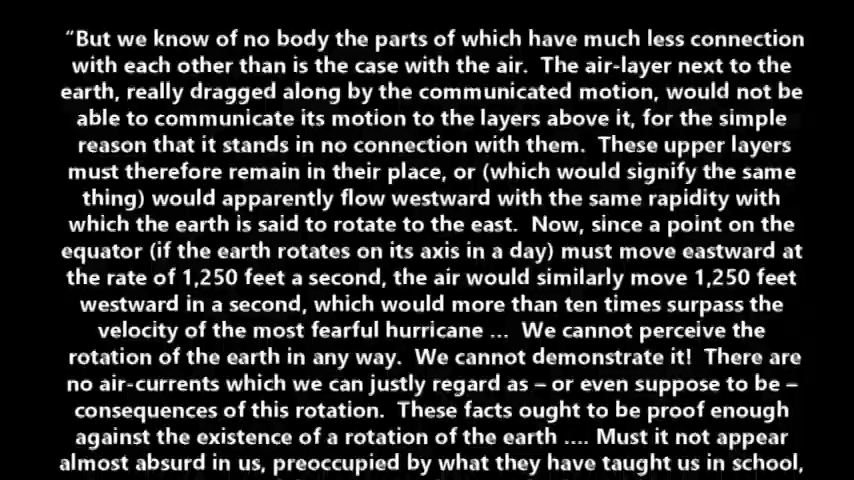 “But we know of no body the parts of which have much less connection
with each other than is the case with the air.  The air-layer next to the
earth, really dragged along by the communicated motion, would not be
able to communicate its motion to the layers above it, for the simple
reason that it stands in no connection with them.  These upper layers
must therefore remain in their place, or (which would signify the same
thing) would apparently flow westward with the same rapidity with
which the earth is said to rotate to the east.  Now, since a point on the
equator (if the earth rotates on its axis in a day) must move eastward at
the rate of 1,250 feet a second, the air would similarly move 1,250 feet
westward in a second, which would more than ten times surpass the
velocity of the most fearful hurricane ...  We cannot perceive the
rotation of the earth in any way.  We cannot demonstrate it!  There are
no air-currents which we can justly regard as – or even suppose to be –
consequences of this rotation.  These facts ought to be proof enough
against the existence of a rotation of the earth .... Must it not appear
almost absurd in us, preoccupied by what they have taught us in school,